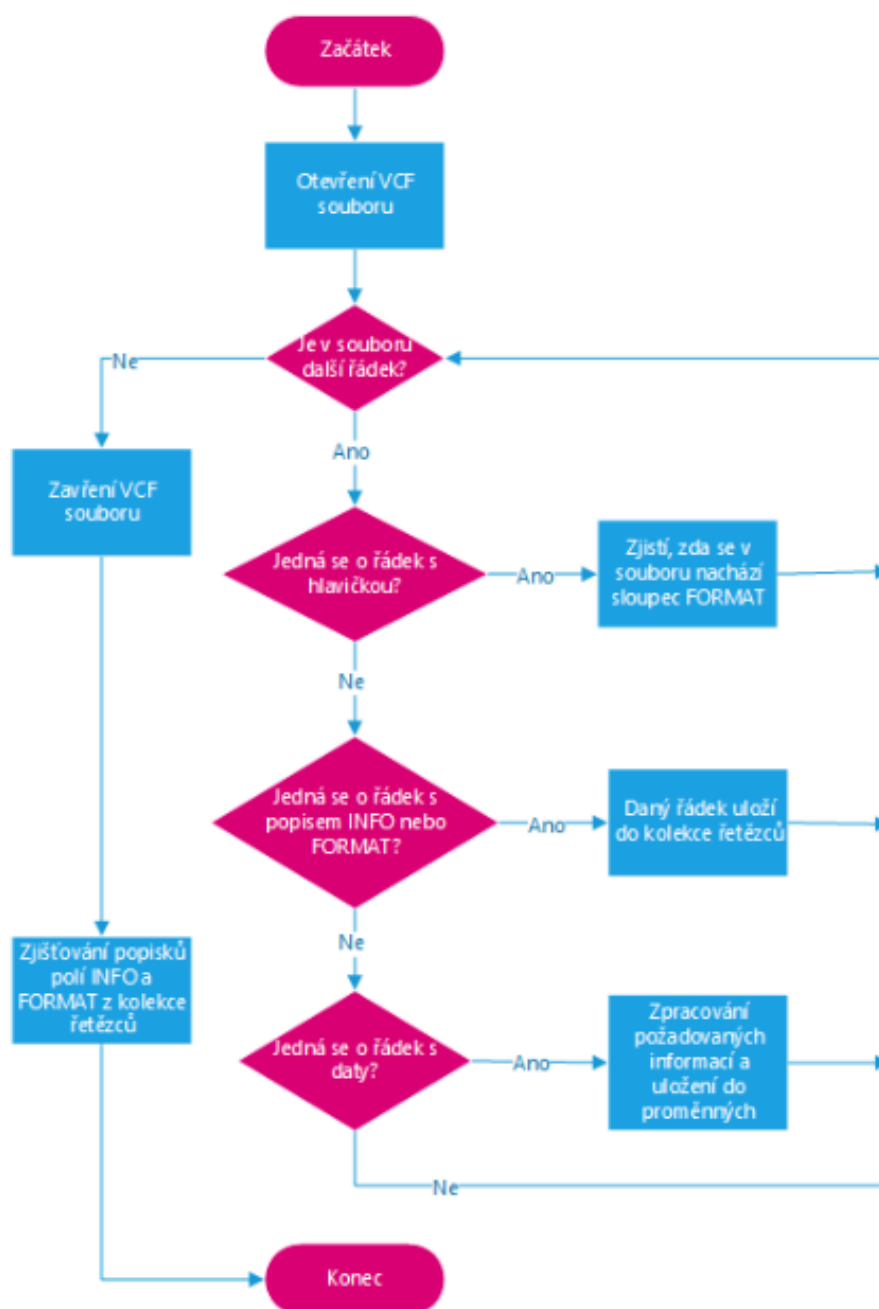 Začátek
Otevření VCF
souboru
Je v souboru
další řádek?
Ne
Ano
Zavření VCF
souboru
Jedná se o řádek s
hlavičkou?
Ano
Zjistí, zda se v
souboru nachází
sloupec FORMAT
Ne
Jedná se o řádek s
popisem INFO nebo
FORMAT?
Ano
Daný řádek uloží
do kolekce řetězců
Ne
Zjišťování popisků
polí INFO a
FORMAT z kolekce
řetězců
Jedná se o řádek s
daty?
Ano
Zpracování
požadovaných
informací a
uložení do
proměnných
Ne
Konec